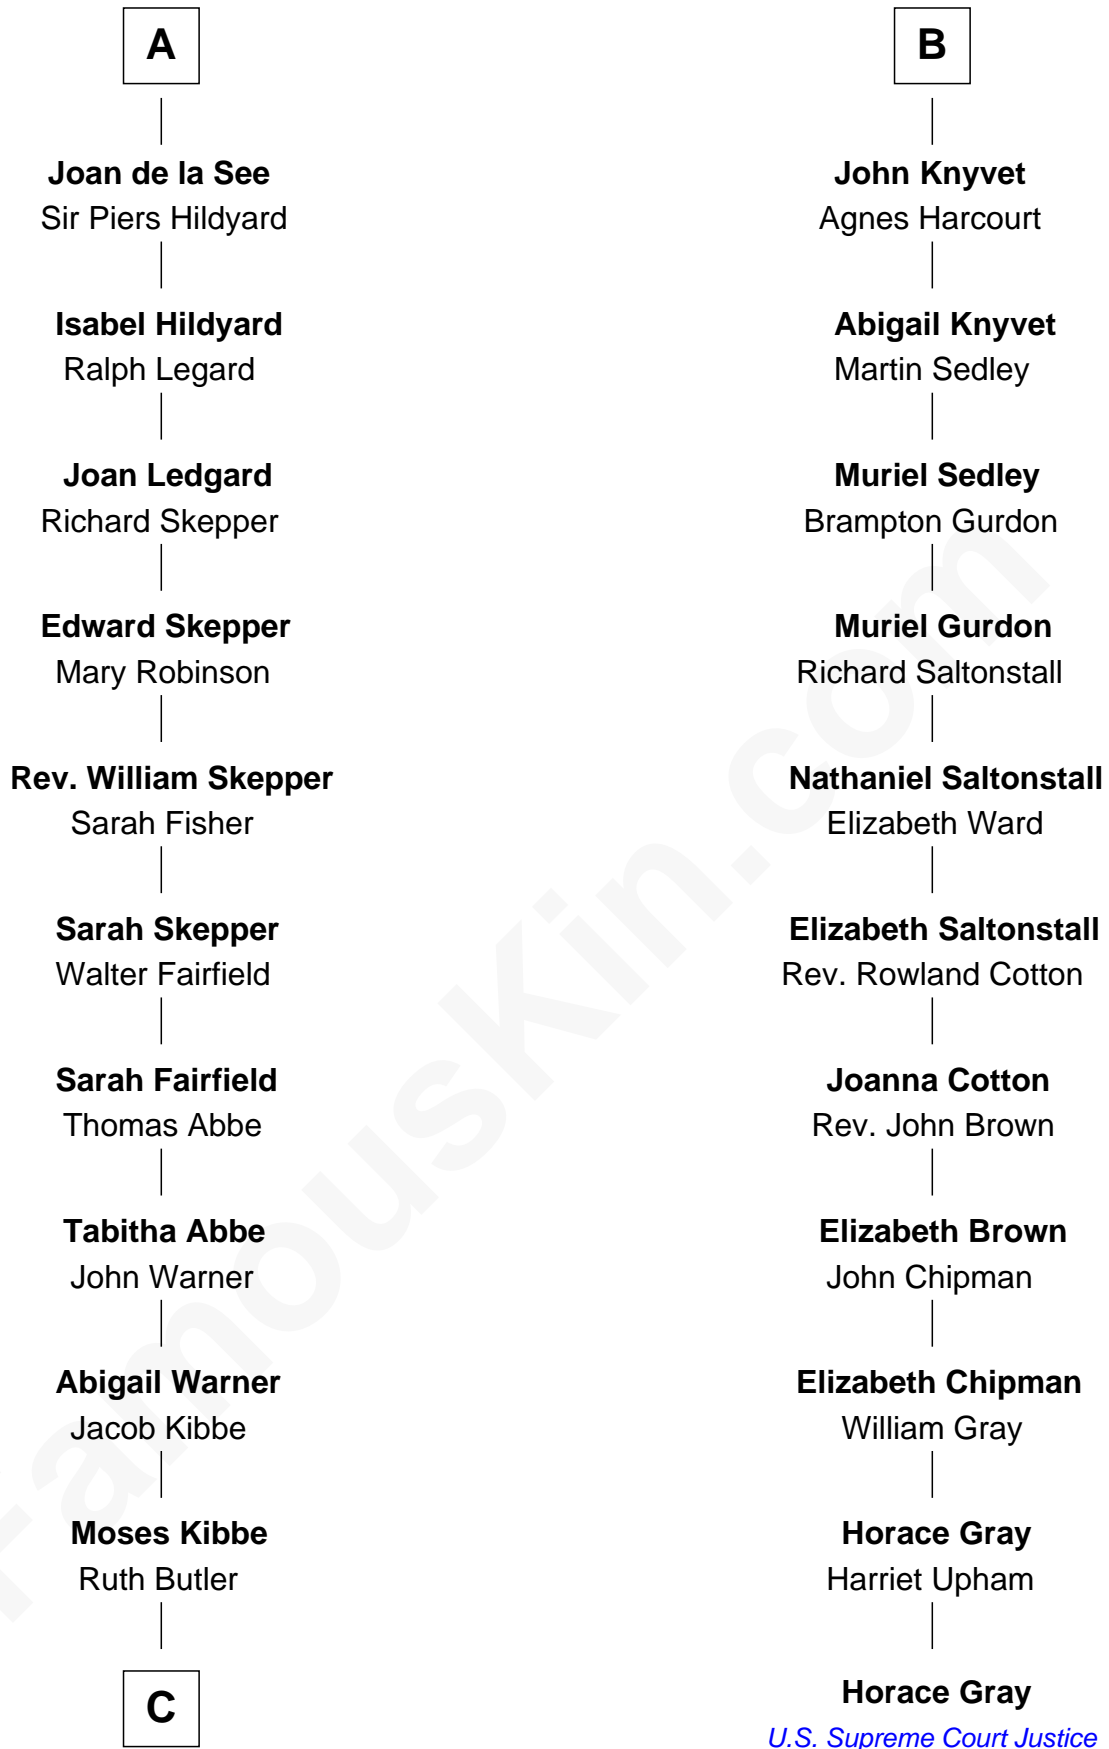 A
Joan de la See
Sir Piers Hildyard
Isabel Hildyard
Ralph Legard
Joan Ledgard
Richard Skepper
Edward Skepper
Mary Robinson
Rev. William Skepper
Sarah Fisher
Sarah Skepper
Walter Fairfield
Sarah Fairfield
Thomas Abbe
Tabitha Abbe
John Warner
Abigail Warner
Jacob Kibbe
Moses Kibbe
Ruth Butler
C
B
John Knyvet
Agnes Harcourt
Abigail Knyvet
Martin Sedley
Muriel Sedley
Brampton Gurdon
Muriel Gurdon
Richard Saltonstall
Nathaniel Saltonstall
Elizabeth Ward
Elizabeth Saltonstall
Rev. Rowland Cotton
Joanna Cotton
Rev. John Brown
Elizabeth Brown
John Chipman
Elizabeth Chipman
William Gray
Horace Gray
Harriet Upham
Horace Gray
U.S. Supreme Court Justice
FamousKin.com